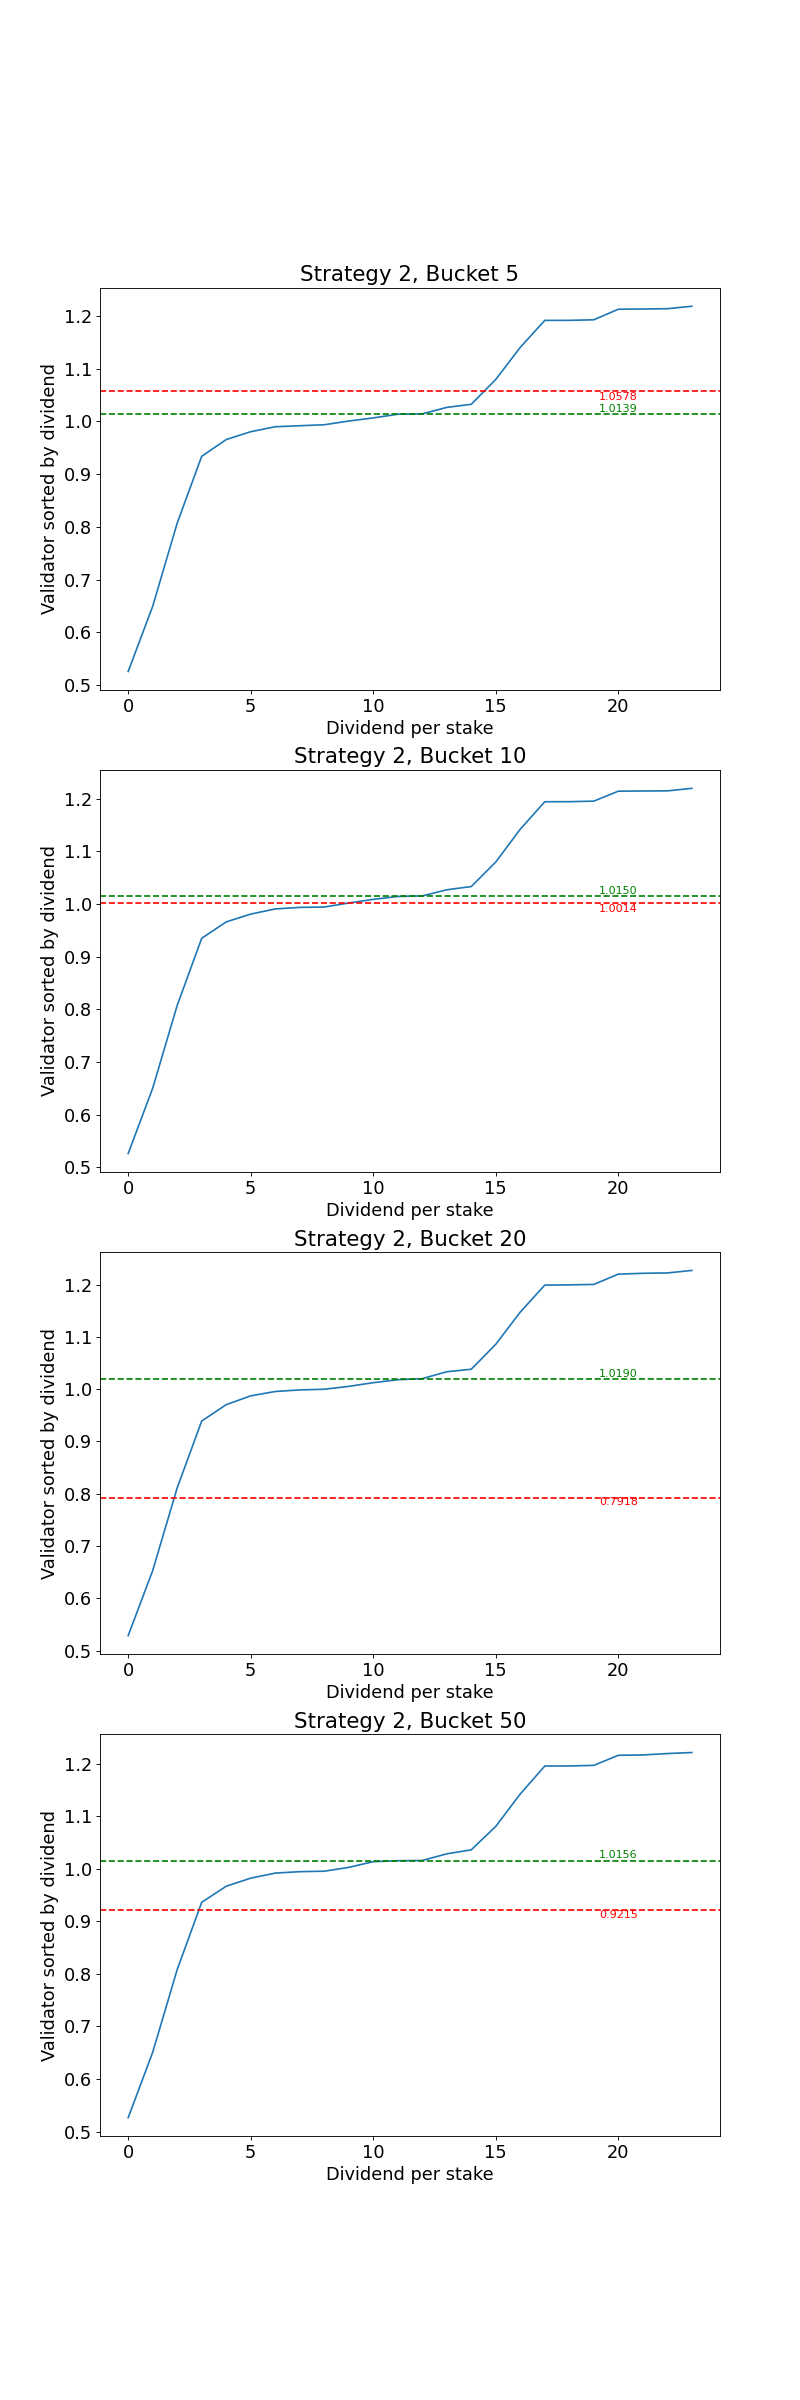 Strategy 2, Bucket 5
Validator sorted by dividend
1.2
1.1
1.0
0.9
0.8
0.7
0.6
0.5
1.0578
1.0139
0 5 10 15 20
Dividend per stake
Strategy 2, Bucket 10
Validator sorted by dividend
1.2
1.1
1.0
0.9
0.8
0.7
0.6
0.5
1.0150
1.0014
0 5 10 15 20
Dividend per stake
Strategy 2, Bucket 20
Validator sorted by dividend
1.2
1.1
1.0
0.9
0.8
0.7
0.6
0.5
1.0190
0.7918
0 5 10 15 20
Dividend per stake
Strategy 2, Bucket 50
Validator sorted by dividend
1.2
1.1
1.0
0.9
0.8
0.7
0.6
0.5
1.0156
0.9215
0 5 10 15 20
Dividend per stake